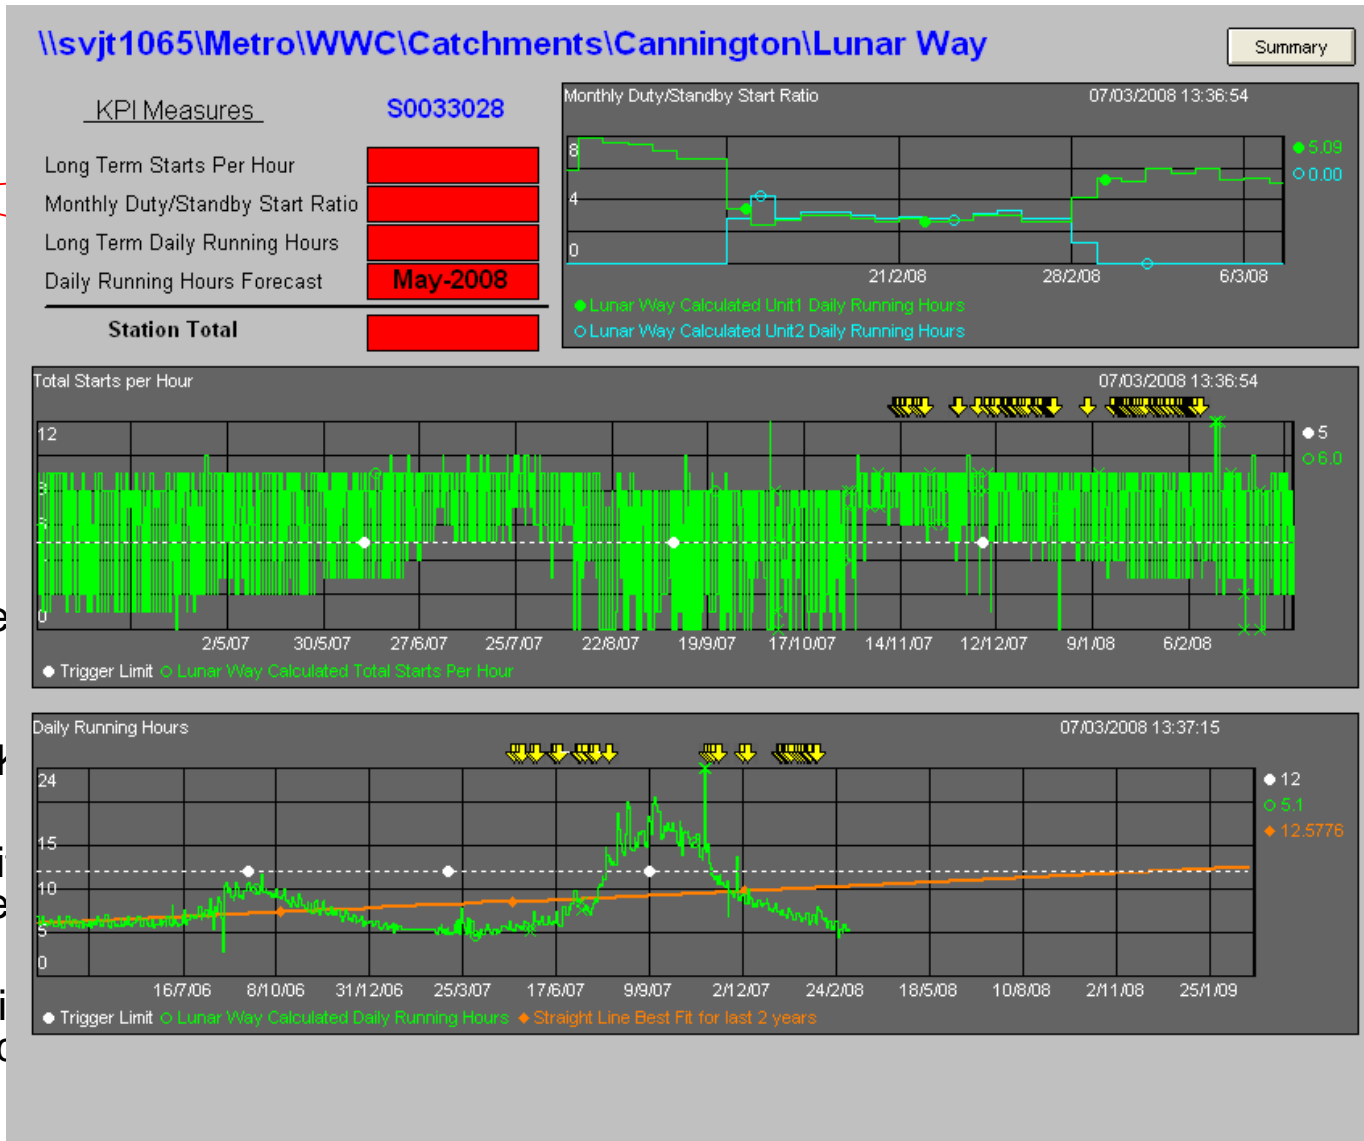 \\svjt1065\Metro\WWC\Catchments\Cannington\Lunar Way
Summary
KPI Measures
S0033028
Long Term Starts Per Hour
Monthly Duty/Standby Start Ratio
Long Term Daily Running Hours
Daily Running Hours Forecast
May-2008
Station Total
Monthly Duty/Standby Start Ratio
07/03/2008 13:36:54
8
4
0
5.09
0.00
21/2/08
28/2/08
6/3/08
Lunar Way Calculated Unit1 Daily Running Hours
Lunar Way Calculated Unit2 Daily Running Hours
Total Starts per Hour
07/03/2008 13:36:54
12
0
5
6.0
2/5/07
30/5/07
27/6/07
25/7/07
22/8/07
19/9/07
17/10/07
14/11/07
12/12/07
9/1/08
6/2/08
Trigger Limit
Lunar Way Calculated Total Starts Per Hour
Daily Running Hours
07/03/2008 13:37:15
24
15
10
5
0
12
5.1
12.5776
16/7/06
8/10/06
31/12/06
25/3/07
17/6/07
9/9/07
2/12/07
24/2/08
18/5/08
10/8/08
2/11/08
25/1/09
Trigger Limit
Lunar Way Calculated Daily Running Hours
Straight Line Best Fit for last 2 years